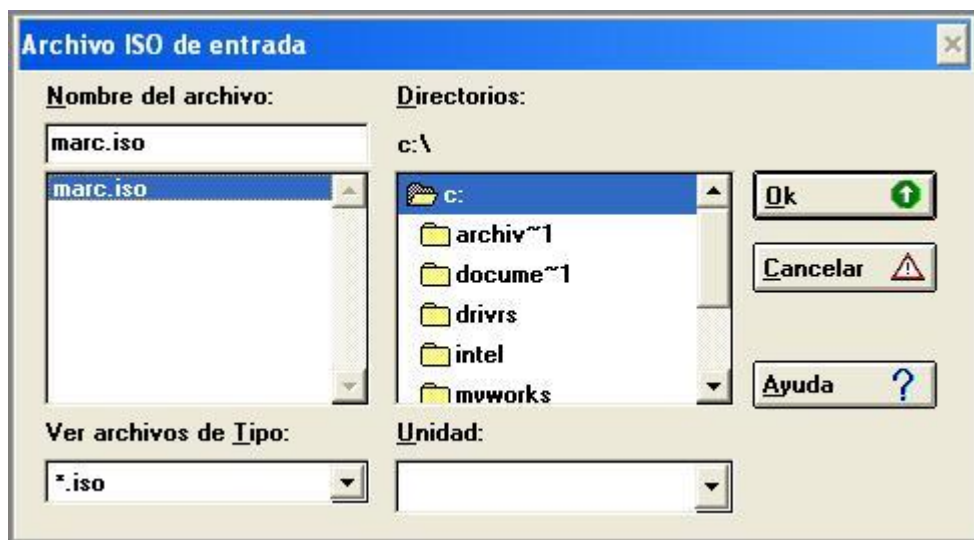 Archivo ISO de entrada
Nombre del archivo:
marc.iso
marc.iso
Directorios:
c:\
c:
archiv~1
docume~1
drivrs
intel
myworks
Ok
Cancelar
Ayuda
Ver archivos de Tipo:
*.iso
Unidad: